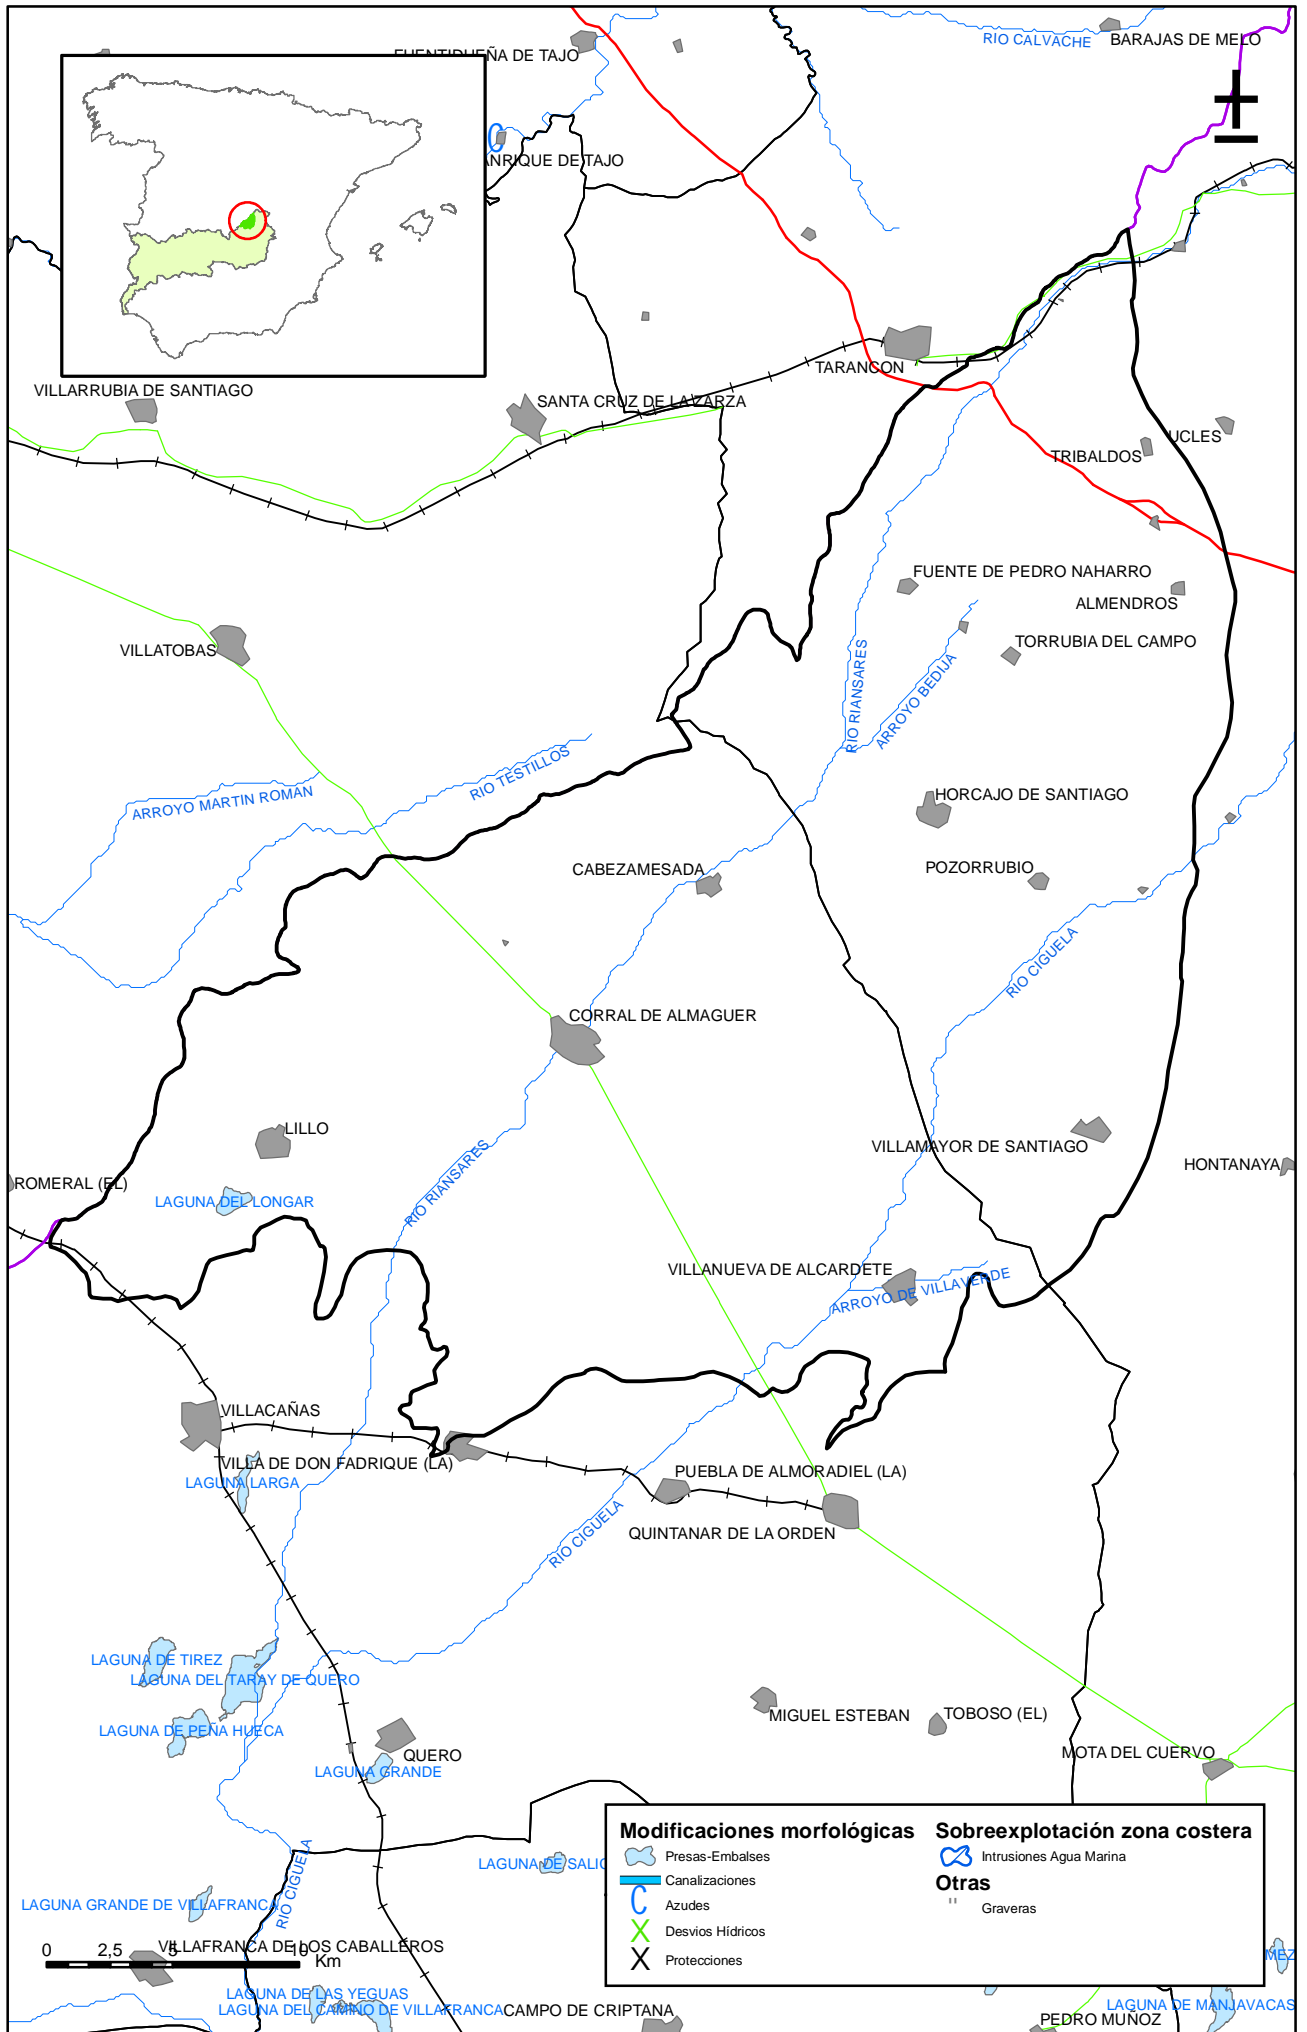 RIO CALVACHE
BARAJAS DE MELO
ÑA DE TAJO
NRIQUE DE TAJO
TARANCON
VILLARRUBIA DE SANTIAGO
SANTA CRUZ DE LA ZARZA
UCLES
TRIBALDOS
FUENTE DE PEDRO NAHARRO
ALMENDROS
VILLATOBAS
TORRUBIA DEL CAMPO
RIO RIANSARES
ARROYO BEDIJA
RIO TESTILLOS
ARROYO MARTIN ROMÁN
HORCAJO DE SANTIAGO
CABEZAMESADA
POZORRUBIO
RIO CIGUELA
CORRAL DE ALMAGUER
LILLO
VILLAMAYOR DE SANTIAGO
HONTANAYA
ROMERAL (EL)
RIO RIANSARES
LAGUNA DEL LONGAR
VILLANUEVA DE ALCARDETE
ARROYO DE VILLAVERDE
VILLACAÑAS
VILLA DE DON FADRIQUE (LA)
PUEBLA DE ALMORADIEL (LA)
LAGUNA LARGA
RIO CIGUELA
QUINTANAR DE LA ORDEN
LAGUNA DE TIREZ
LAGUNA DEL TARAY DE QUERO
MIGUEL ESTEBAN
TOBOSO (EL)
LAGUNA DE PEÑA HUECA
QUERO
MOTA DEL CUERVO
LAGUNA GRANDE
RIO CIGUELA
LAGUNA DE SALIC
LAGUNA GRANDE DE VILLAFRANCA
VILLAFRANCA DE LOS CABALLEROS
0 2,5 5 10 Km
LAGUNA DE LAS YEGUAS
LAGUNA DEL CAMINO DE VILLAFRANCA
CAMPO DE CRIPTANA
MEZ
LAGUNA DE MANJAVACAS
PEDRO MUÑOZ
Modificaciones morfológicas
Presas-Embalses
Canalizaciones
Azudes
Desvios Hídricos
Protecciones
Sobreexplotación zona costera
Intrusiones Agua Marina
Otras
Graveras